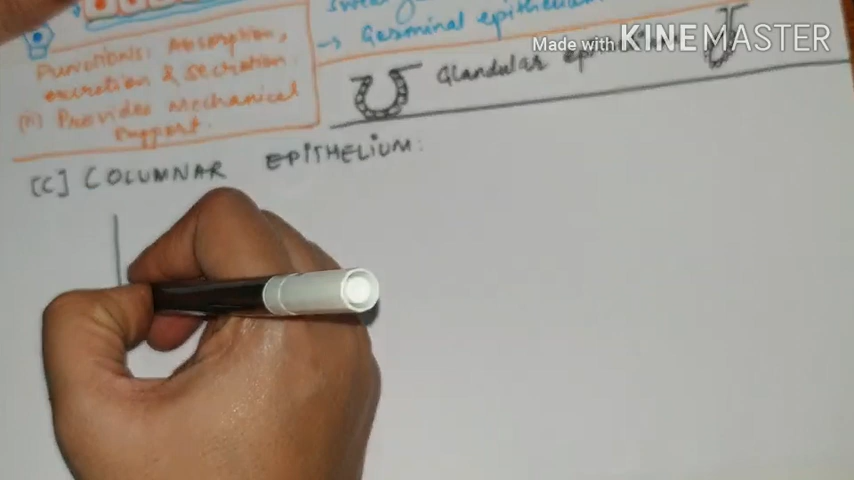 → Germinal epithelium
Made with KINEMASTER
Functions: Absorption,
excretion & secretion.
(ii) Provides Mechanical
support.
Glandular
[C] COLUMNAR EPITHELIUM: